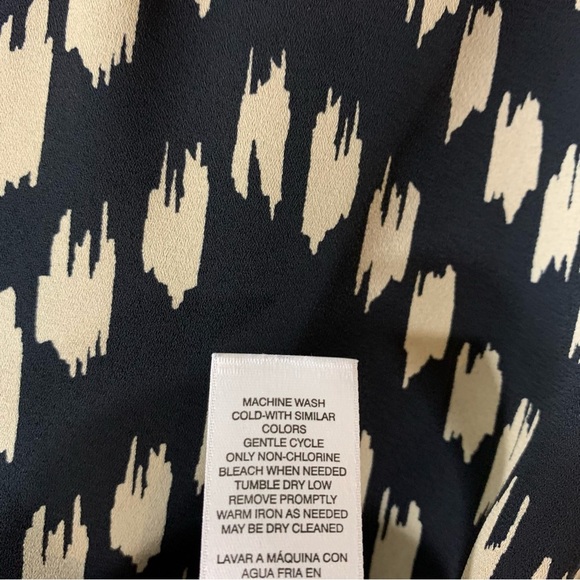 MACHINE WASH
COLD-WITH SIMILAR
COLORS
GENTLE CYCLE
ONLY NON-CHLORINE
BLEACH WHEN NEEDED
TUMBLE DRY LOW
REMOVE PROMPTLY
WARM IRON AS NEEDED
MAY BE DRY CLEANED
LAVAR A MÁQUINA CON
AGUA FRIA EN